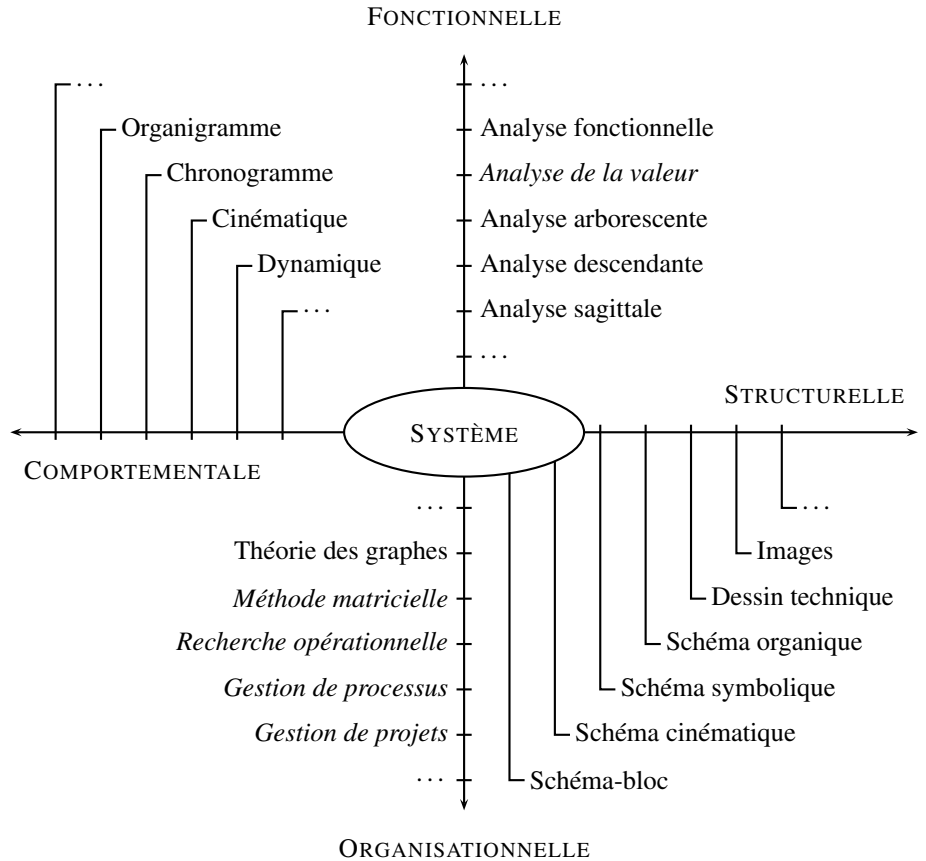 FONCTIONNELLE
...
Organigramme
Chronogramme
Cinématique
Dynamique
...
...
Analyse fonctionnelle
Analyse de la valeur
Analyse arborescente
Analyse descendante
Analyse sagittale
...
STRUCTURELLE
SYSTÈME
COMPORTEMENTALE
...
Théorie des graphes
Méthode matricielle
Recherche opérationnelle
Gestion de processus
Gestion de projets
...
...
Images
Dessin technique
Schéma organique
Schéma symbolique
Schéma cinématique
Schéma-bloc
ORGANISATIONNELLE